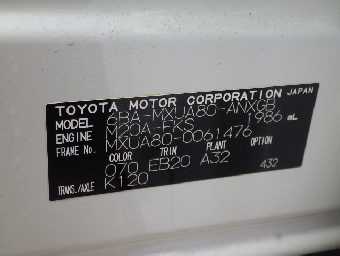 TOYOTA MOTOR CORPORATION JAPAN
MODEL 6BA-MXUA80-ANXGB
ENGINE M20A-FKS 1986 mL
FRAME No. MXUA80-0061476
COLOR TRIM PLANT OPTION
070 EB20 A32 432
TRANS./AXLE K120